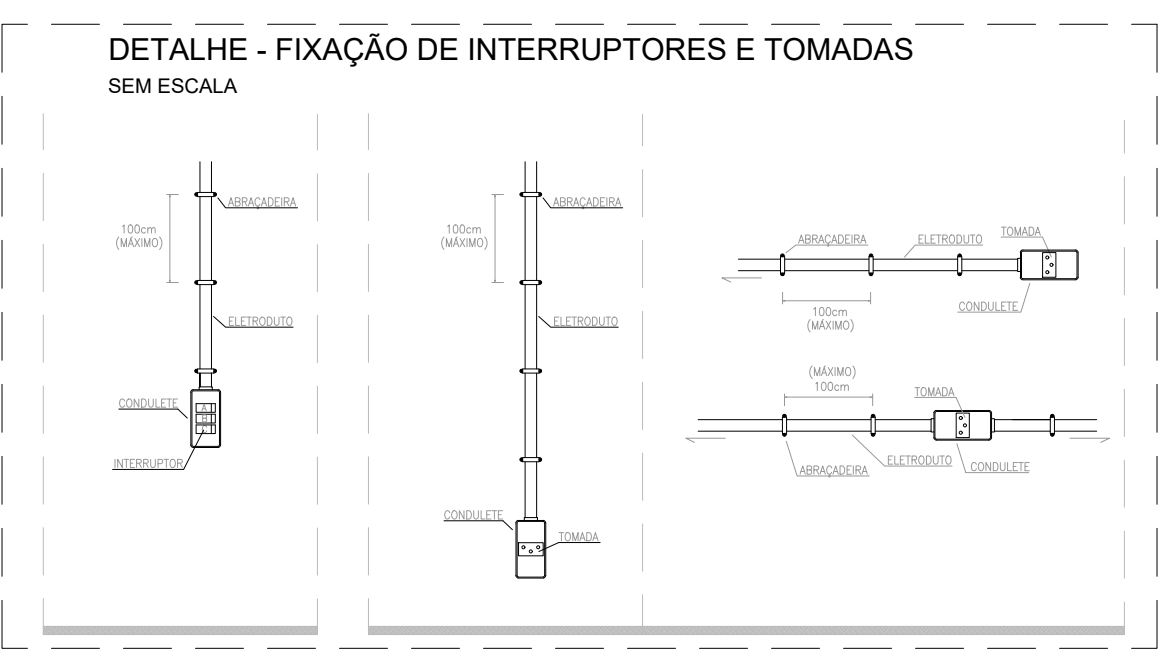 DETALHE - FIXAÇÃO DE INTERRUPTORES E TOMADAS
SEM ESCALA
ABRAÇADEIRA
100cm
(MÁXIMO)
ELETRODUTO
CONDULETE
A
B
C
INTERRUPTOR
ABRAÇADEIRA
100cm
(MÁXIMO)
ELETRODUTO
CONDULETE
TOMADA
ABRAÇADEIRA
ELETRODUTO
TOMADA
100cm
(MÁXIMO)
CONDULETE
(MÁXIMO)
100cm
TOMADA
ABRAÇADEIRA
ELETRODUTO
CONDULETE